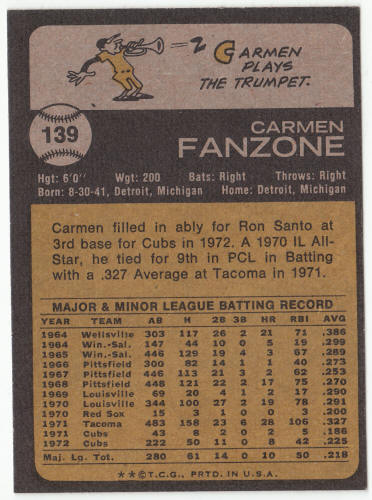 CARMEN
PLAYS
THE TRUMPET.
139
CARMEN
FANZONE
Hgt: 6'0" Wgt: 200 Bats: Right Throws: Right
Born: 8-30-41, Detroit, Michigan Home: Detroit, Michigan
Carmen filled in ably for Ron Santo at
3rd base for Cubs in 1972. A 1970 IL All-
Star, he tied for 9th in PCL in Batting
with a .327 Average at Tacoma in 1971.
MAJOR & MINOR LEAGUE BATTING RECORD
YEAR TEAM AB H 2B 3B HR RBI AVG
1964 Wellsville 303 117 26 2 21 71 .386
1964 Win.-Sal. 147 44 10 0 5 19 .299
1965 Win.-Sal. 446 129 19 4 3 67 .289
1966 Pittsfield 300 82 14 1 8 40 .273
1967 Pittsfield 446 113 21 2 6 62 .253
1968 Pittsfield 448 121 22 2 17 75 .270
1969 Louisville 69 20 4 1 2 17 .290
1970 Louisville 344 100 27 2 19 78 .291
1970 Red Sox 15 3 1 0 0 3 .200
1971 Tacoma 483 158 23 6 28 106 .327
1971 Cubs 43 8 2 0 2 5 .186
1972 Cubs 222 50 11 0 8 42 .225
Maj. Lg. Tot. 280 61 14 0 10 50 .218
**©T.C.G., PRTD. IN U.S.A.